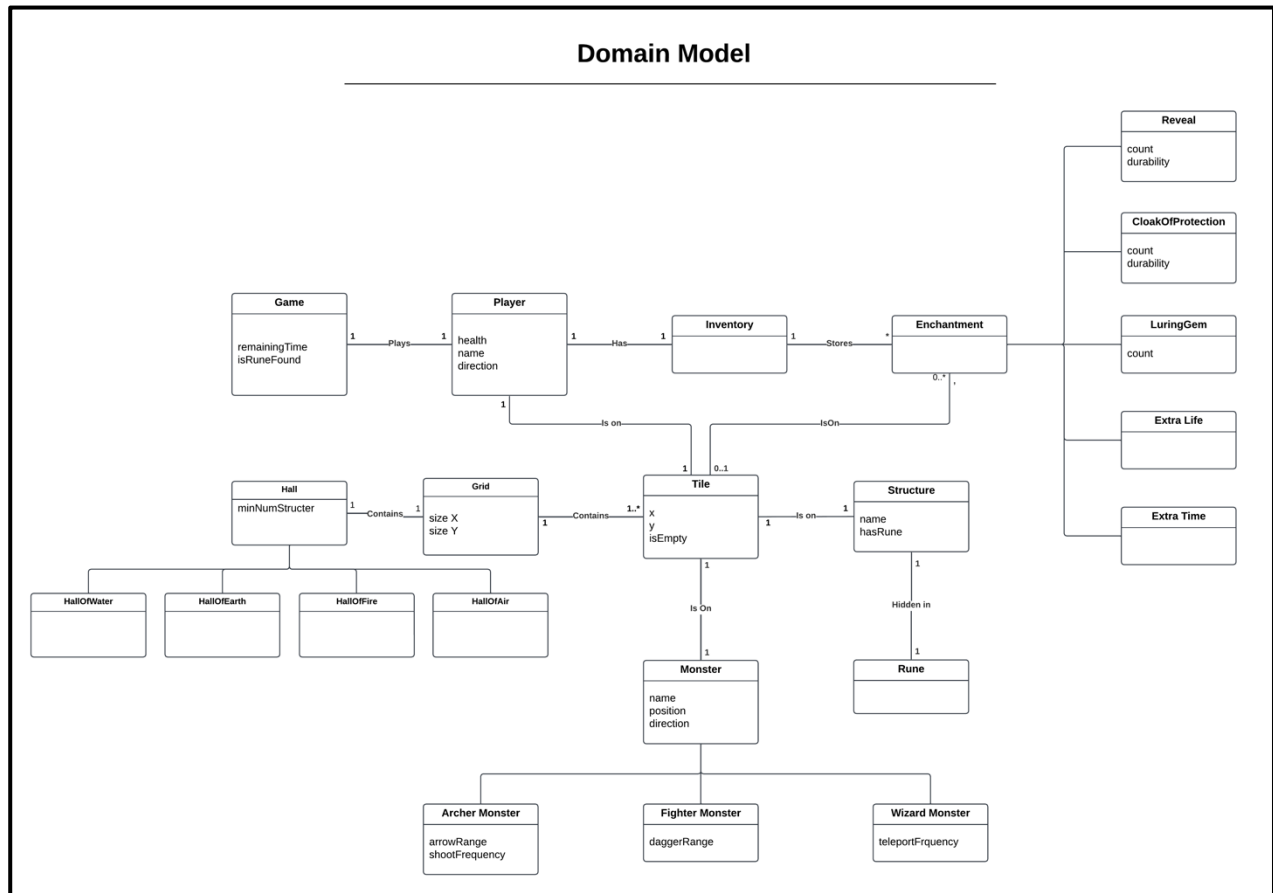 Domain Model
Reveal
count
durability
CloakOfProtection
count
durability
Game
remainingTime
isRuneFound
1 Plays 1
Player
health
name
direction
1 Has 1
Inventory
1 Stores *
Enchantment
0..* ,
LuringGem
count
Extra Life
Extra Time
1
Is on
1
IsOn
0..1
Hall
minNumStructer
1 Contains 1
Grid
size X
size Y
1 Contains 1..*
Tile
x
y
isEmpty
1 Is on 1
Structure
name
hasRune
HallOfWater
HallOfEarth
HallOfFire
HallOfAir
1
Is On
1
1
Hidden in
1
Monster
name
position
direction
Rune
Archer Monster
arrowRange
shootFrequency
Fighter Monster
daggerRange
Wizard Monster
teleportFrquency